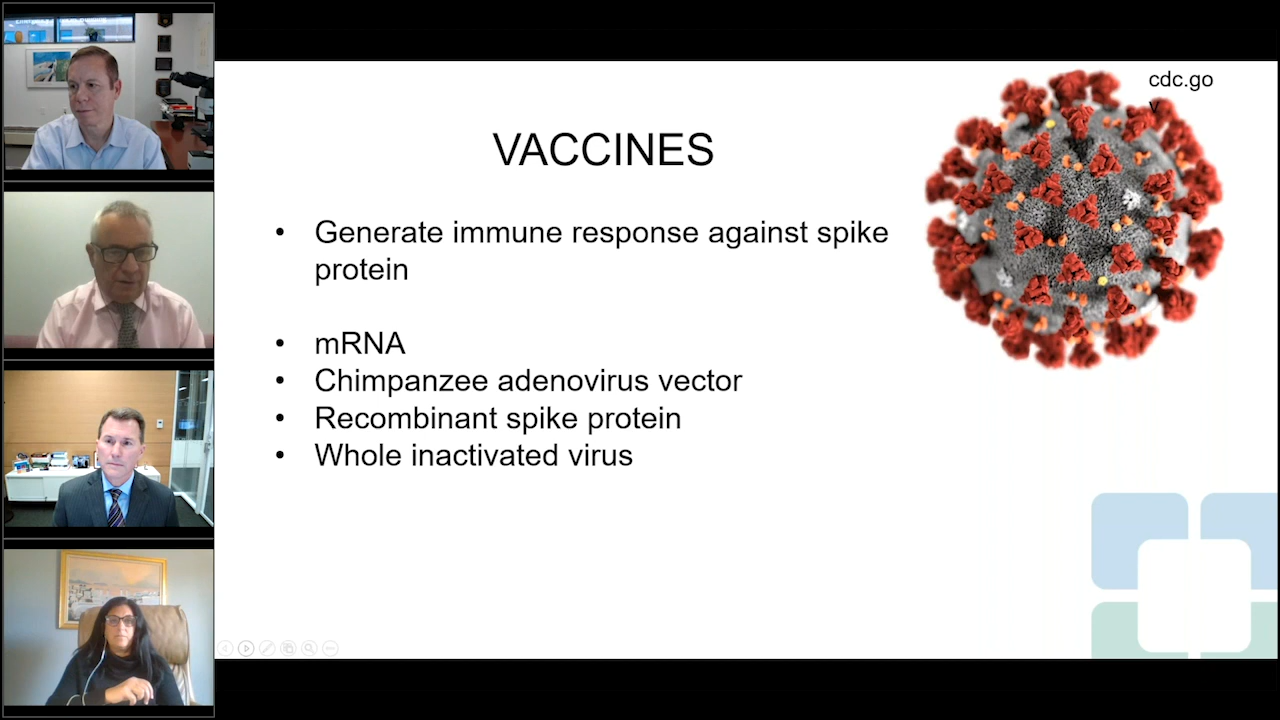 cdc.go
v
VACCINES
• Generate immune response against spike
protein
• mRNA
• Chimpanzee adenovirus vector
• Recombinant spike protein
• Whole inactivated virus